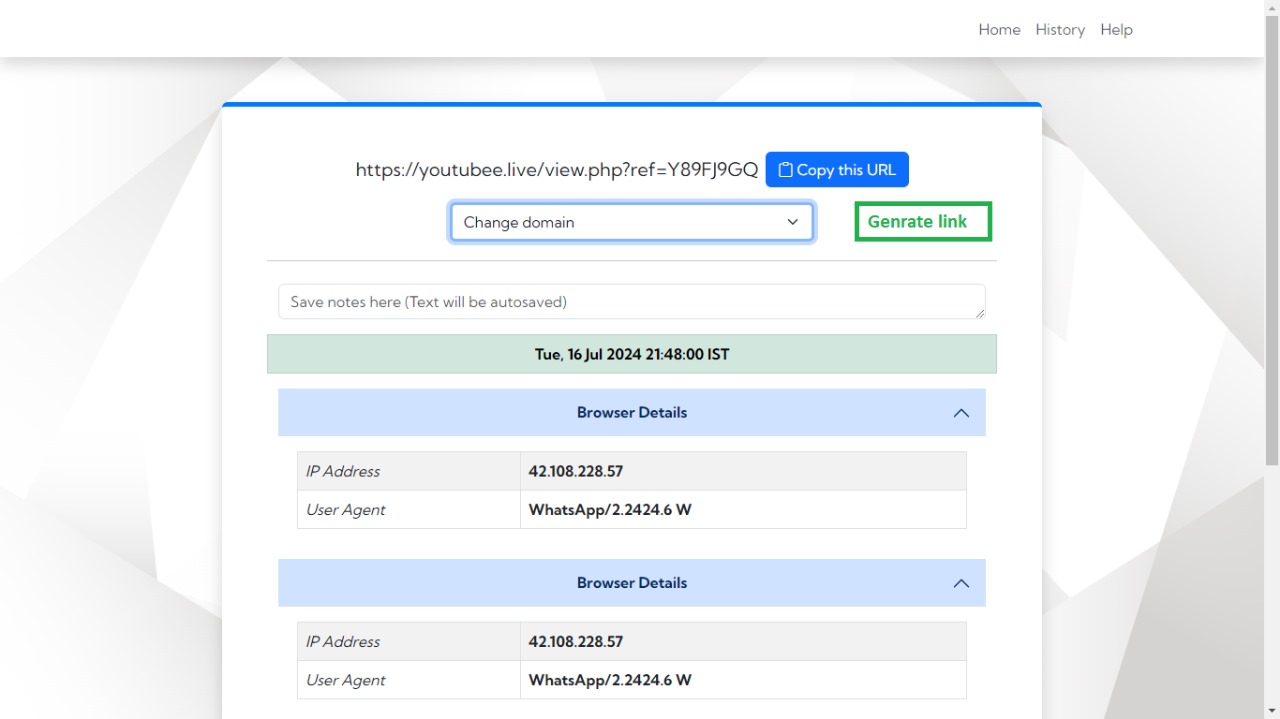 Home History Help
https://youtubee.live/view.php?ref=Y89FJ9GQ Copy this URL
Change domain Genrate link
Save notes here (Text will be autosaved)
Tue, 16 Jul 2024 21:48:00 IST
Browser Details
IP Address 42.108.228.57
User Agent WhatsApp/2.2424.6 W
Browser Details
IP Address 42.108.228.57
User Agent WhatsApp/2.2424.6 W